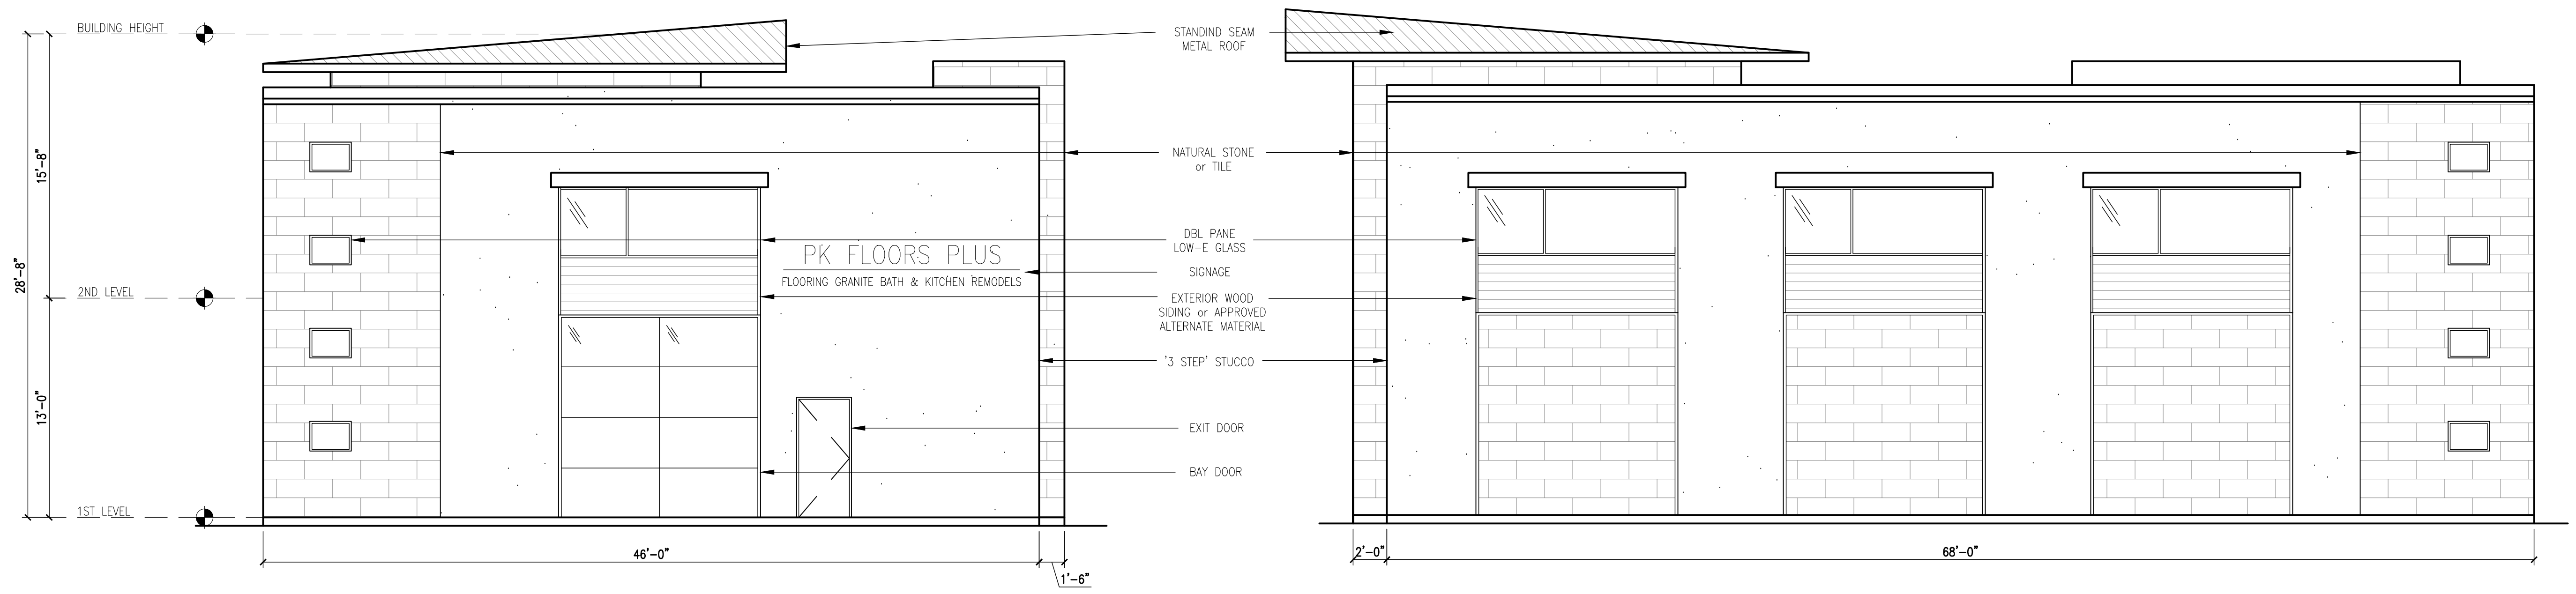 BUILDING HEIGHT
2ND LEVEL
1ST LEVEL
28'-8"
15'-8"
13'-0"
PK FLOORS PLUS
FLOORING GRANITE BATH & KITCHEN REMODELS
46'-0"
1'-6"
STANDIND SEAM
METAL ROOF
NATURAL STONE
or TILE
DBL PANE
LOW-E GLASS
SIGNAGE
EXTERIOR WOOD
SIDING or APPROVED
ALTERNATE MATERIAL
'3 STEP' STUCCO
EXIT DOOR
BAY DOOR
2'-0"
68'-0"